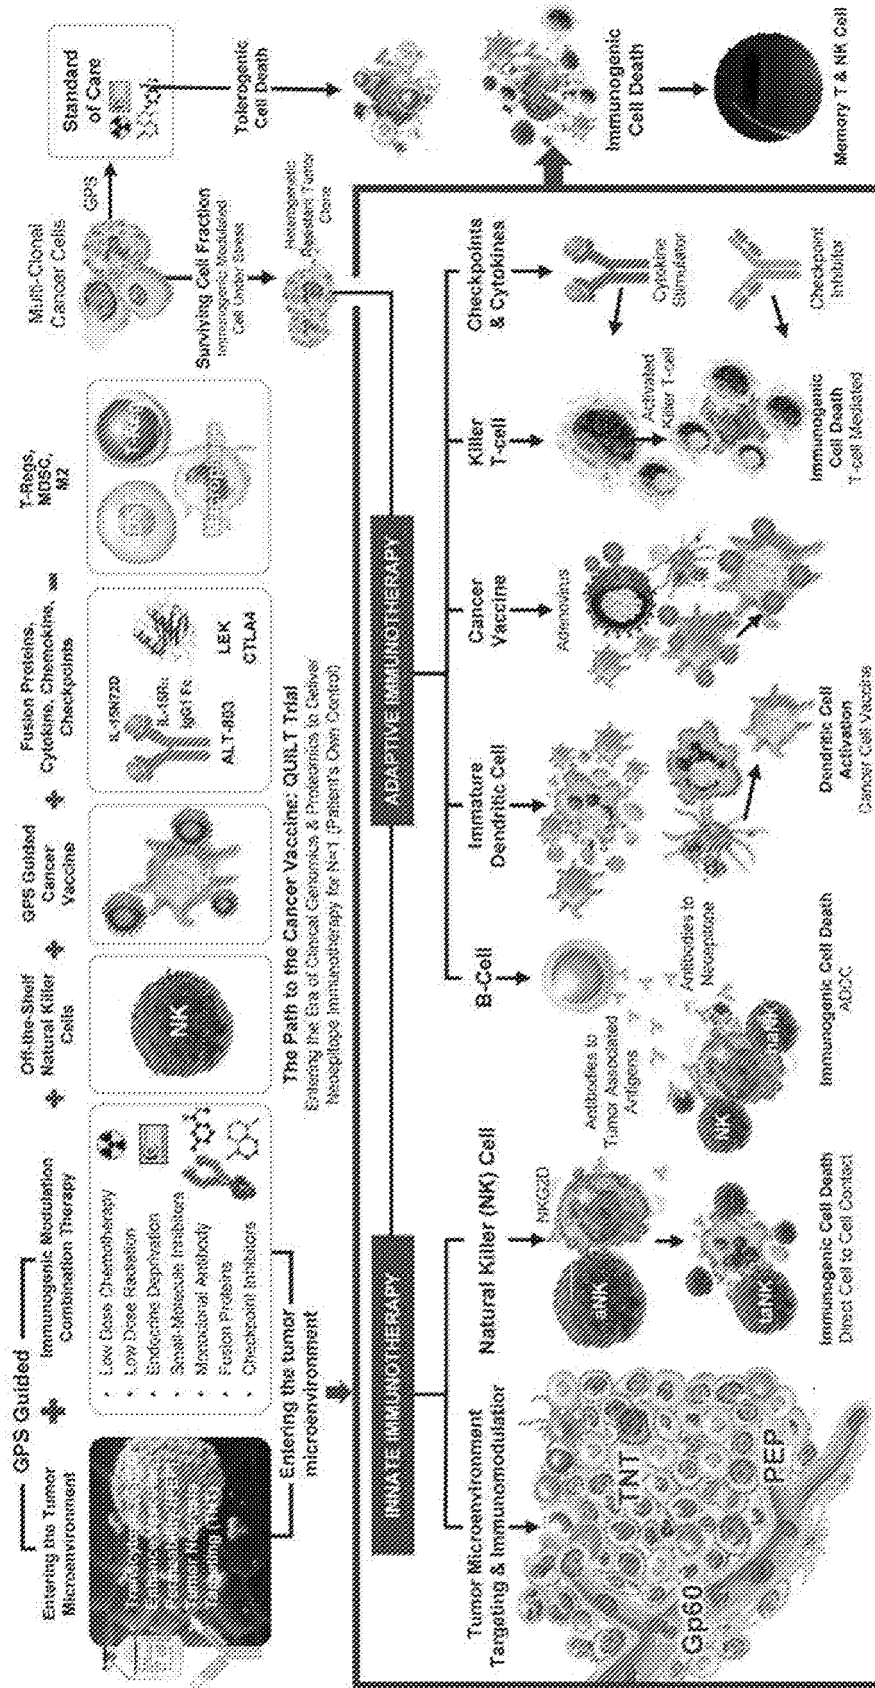 GPS Guided
Entering the Tumor
Microenvironment
Immunogenic Modulation
Combination Therapy
Off-the-Shelf
Natural Killer
Cells
GPS Guided
Cancer
Vaccine
Fusion Proteins,
Cytokine, Chemokine,
Checkpoints
T-Regs,
MDSC,
M2
• Low Dose Chemotherapy
• Low Dose Radiation
• Endocrine Deprivation
• Small-Molecule Inhibitors
• Monoclonal Antibody
• Fusion Proteins
• Checkpoint Inhibitors
NK
IL-15N72D
IL-15Rα
IgG1 Fc
ALT-803
LEK
CTLA4
Entering the tumor
microenvironment
The Path to the Cancer Vaccine: QUILT Trial
Entering the Era of Clinical Genomics & Proteomics to Deliver
Neoepitope Immunotherapy for N=1 (Patient's Own Control)
Multi-Clonal
Cancer Cells
GPS
Standard
of Care
Surviving Cell Fraction
Immunogenic Modulated
Cell Under Stress
Heterogenetic
Resistant Tumor
Clone
Tolerogenic
Cell Death
INNATE IMMUNOTHERAPY
ADAPTIVE IMMUNOTHERAPY
Tumor Microenvironment
Targeting & Immunomodulation
Gp60
TNT
PEP
Natural Killer (NK) Cell
NKG2D
aNK
Immunogenic Cell Death
Direct Cell to Cell Contact
B-Cell
Antibodies to
Tumor Associated
Antigens
Antibodies to
Neoepitope
NK
haNK
Immunogenic Cell Death
ADCC
Immature
Dendritic Cell
Dendritic Cell
Activation
Cancer Cell Vaccine
Cancer
Vaccine
Adenovirus
Killer
T-cell
Activated
Killer T-cell
Immunogenic
Cell Death
T-cell Mediated
Checkpoints
& Cytokines
Cytokine
Stimulator
Checkpoint
Inhibitor
Immunogenic
Cell Death
Memory T & NK Cell